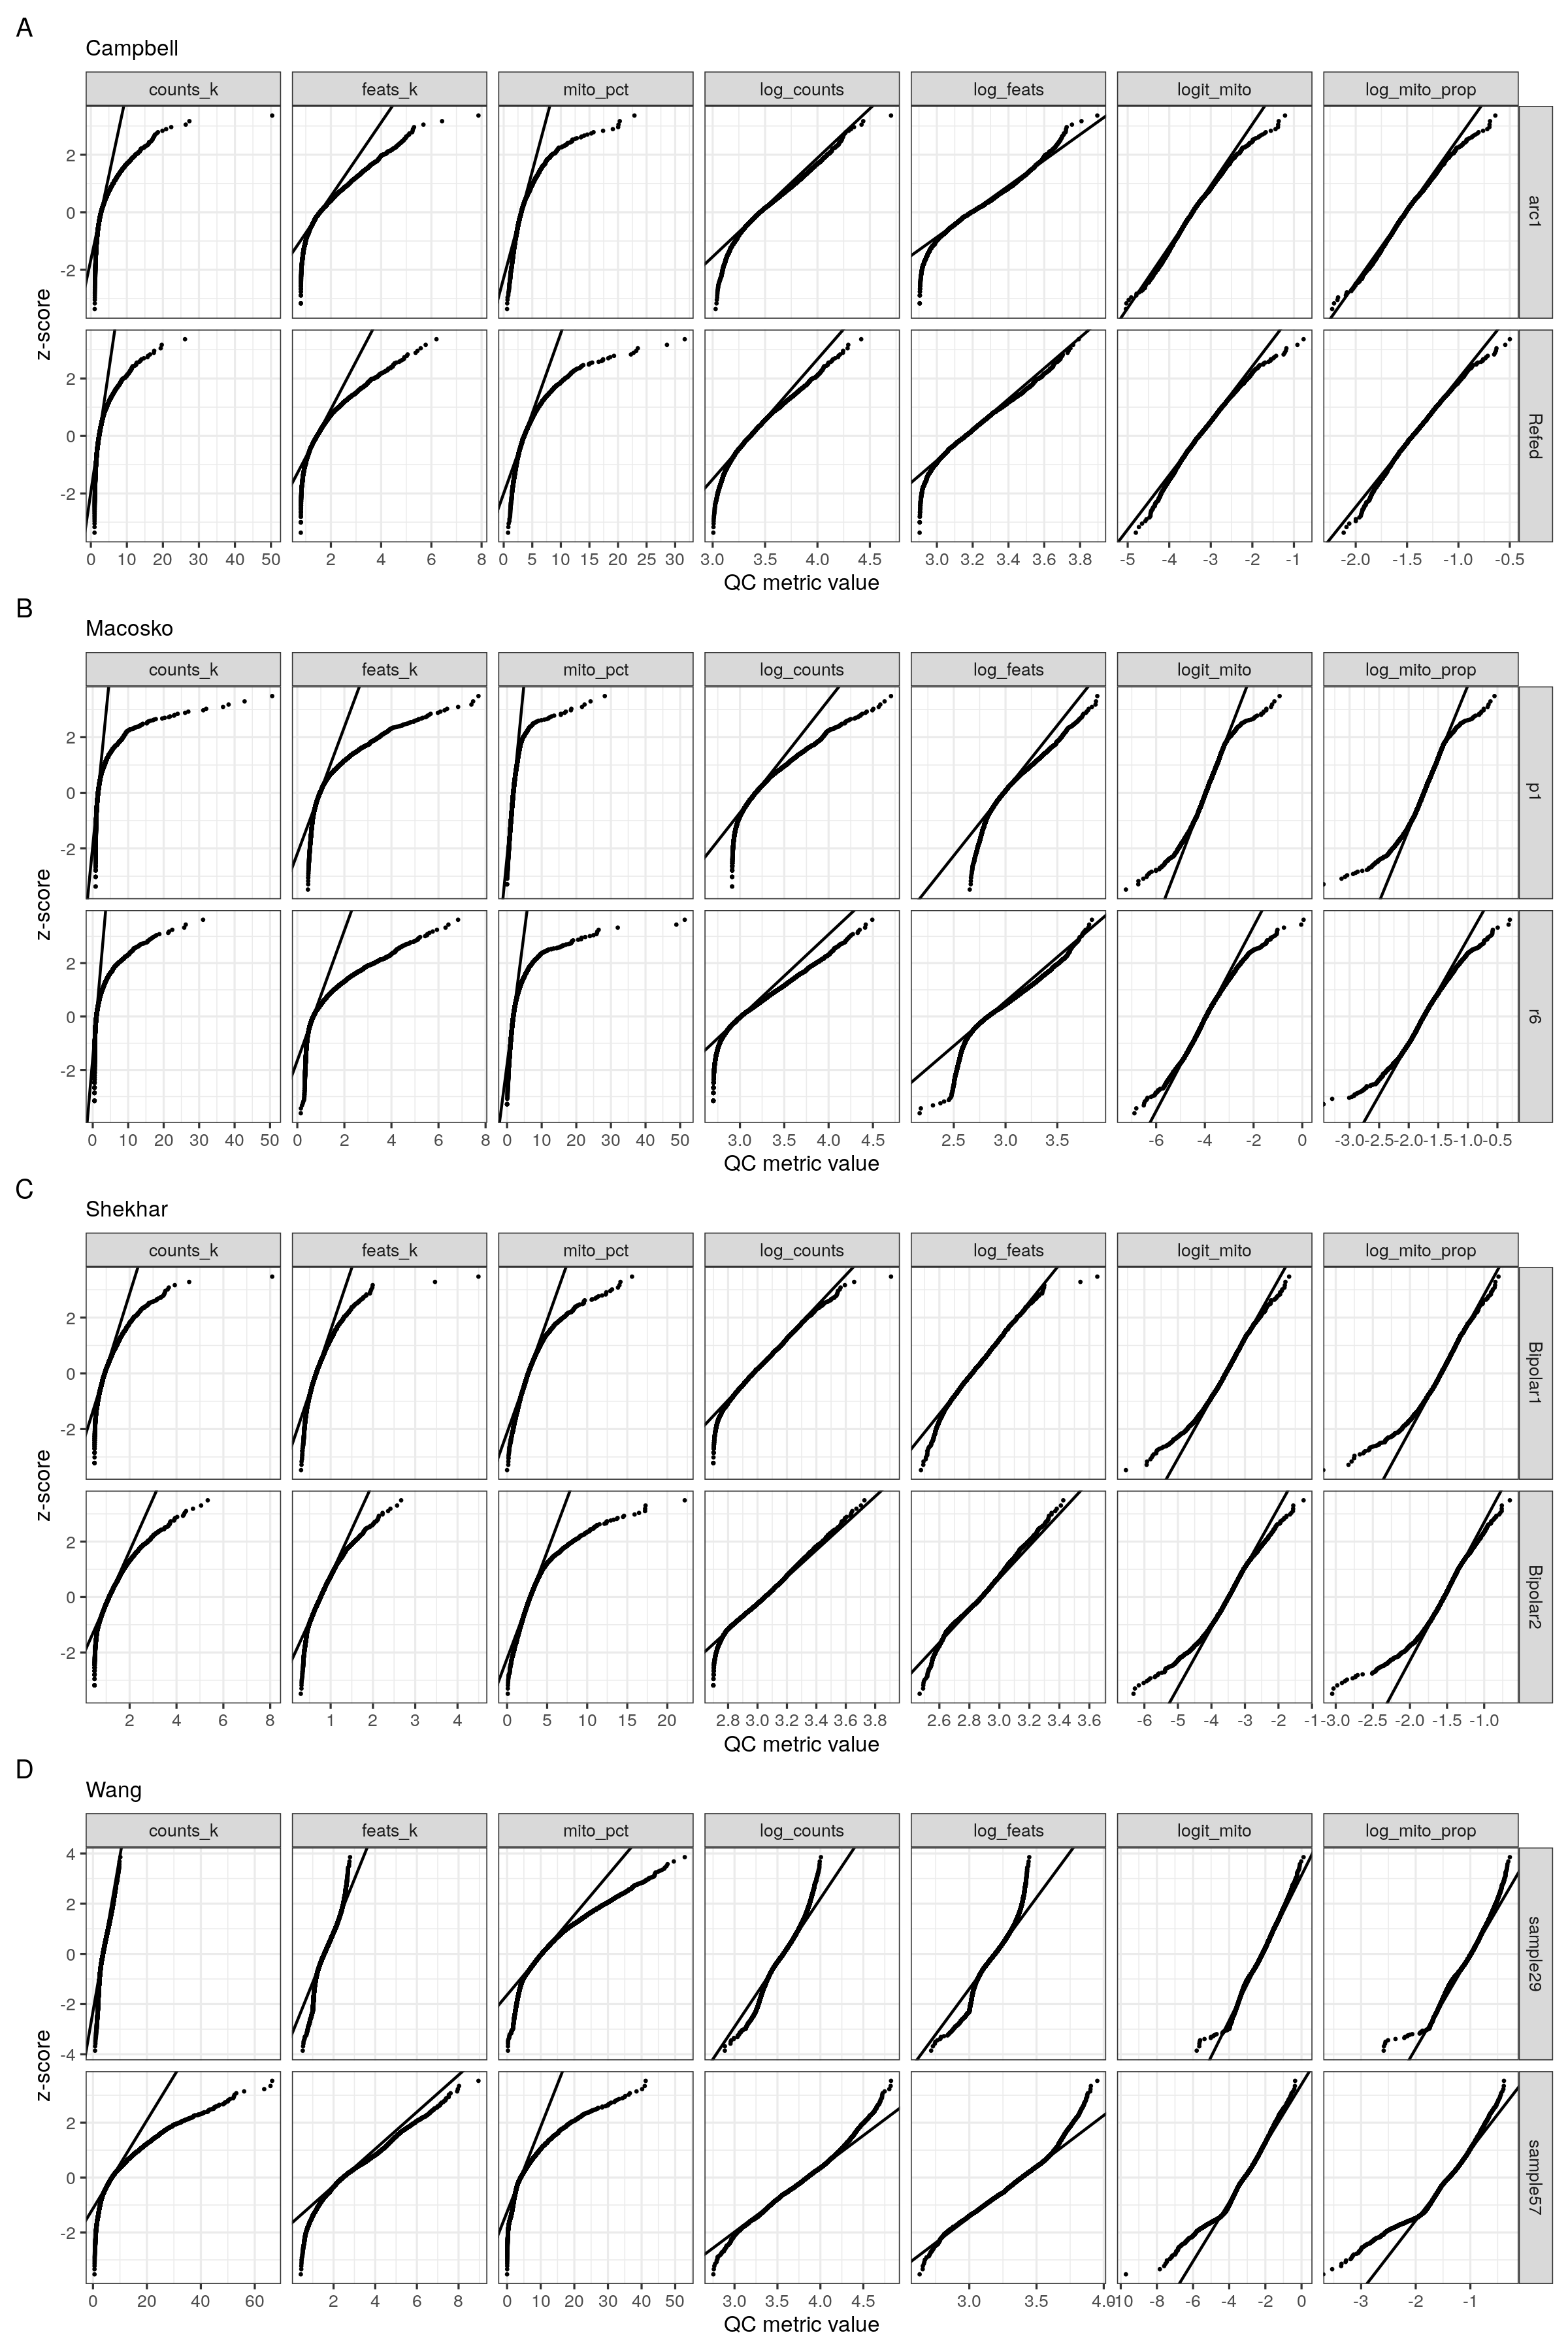 A
Campbell
counts_k feats_k mito_pct log_counts log_feats logit_mito log_mito_prop
2
0
-2
arc1
z-score
2
0
-2
Refed
0 10 20 30 40 50 2 4 6 8 0 5 10 15 20 25 30 3.0 3.5 4.0 4.5 3.0 3.2 3.4 3.6 3.8 -5 -4 -3 -2 -1 -2.0 -1.5 -1.0 -0.5
QC metric value
B
Macosko
counts_k feats_k mito_pct log_counts log_feats logit_mito log_mito_prop
2
0
-2
p1
z-score
2
0
-2
r6
0 10 20 30 40 50 0 2 4 6 8 0 10 20 30 40 50 3.0 3.5 4.0 4.5 2.5 3.0 3.5 -6 -4 -2 0 -3.0 -2.5 -2.0 -1.5 -1.0 -0.5
QC metric value
C
Shekhar
counts_k feats_k mito_pct log_counts log_feats logit_mito log_mito_prop
2
0
-2
Bipolar1
z-score
2
0
-2
Bipolar2
2 4 6 8 1 2 3 4 0 5 10 15 20 2.8 3.0 3.2 3.4 3.6 3.8 2.6 2.8 3.0 3.2 3.4 3.6 -6 -5 -4 -3 -2 -1 -3.0 -2.5 -2.0 -1.5 -1.0
QC metric value
D
Wang
counts_k feats_k mito_pct log_counts log_feats logit_mito log_mito_prop
4
2
0
-2
-4
sample29
z-score
2
0
-2
sample57
0 20 40 60 2 4 6 8 0 10 20 30 40 50 3.0 3.5 4.0 4.5 3.0 3.5 4.0 -10 -8 -6 -4 -2 0 -3 -2 -1
QC metric value